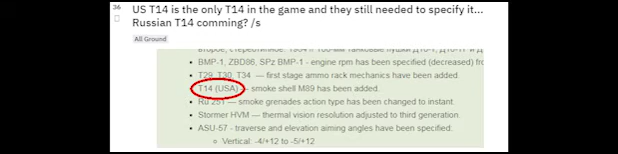 36
US T14 is the only T14 in the game and they still needed to specify it...
Russian T14 comming? /s
All Ground
BMP-1, ZBD86, SPz BMP-1 - engine rpm has been specified (decreased) fro
T29, T30, T34 — first stage ammo rack mechanics have been added.
T14 (USA) — smoke shell M89 has been added.
Ru 251 — smoke grenades action type has been changed to instant
Stormer HVM — thermal vision resolution adjusted to third generation.
ASU-57 - traverse and elevation aiming angles have been specified:
Vertical: -4/+12 to -5/+12